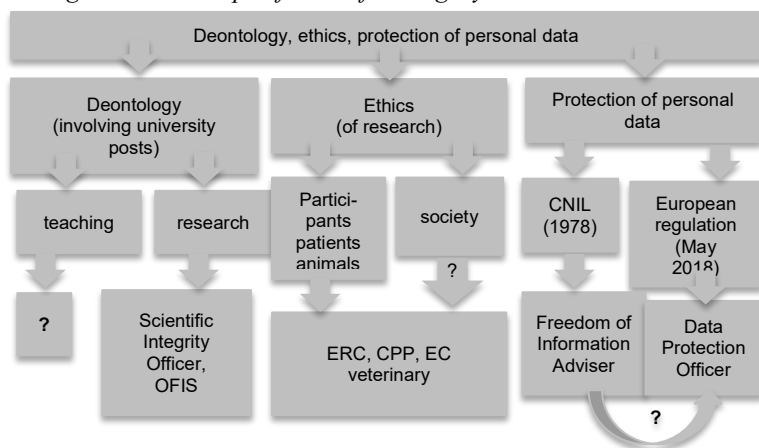 Deontology, ethics, protection of personal data
Deontology
(involving university
posts)
Ethics
(of research)
Protection of personal
data
teaching
research
Partici-
pants
patients
animals
society
CNIL
(1978)
European
regulation
(May
2018)
?
?
Scientific
Integrity
Officer,
OFIS
ERC, CPP, EC
veterinary
Freedom of
Information
Adviser
Data
Protection
Officer
?